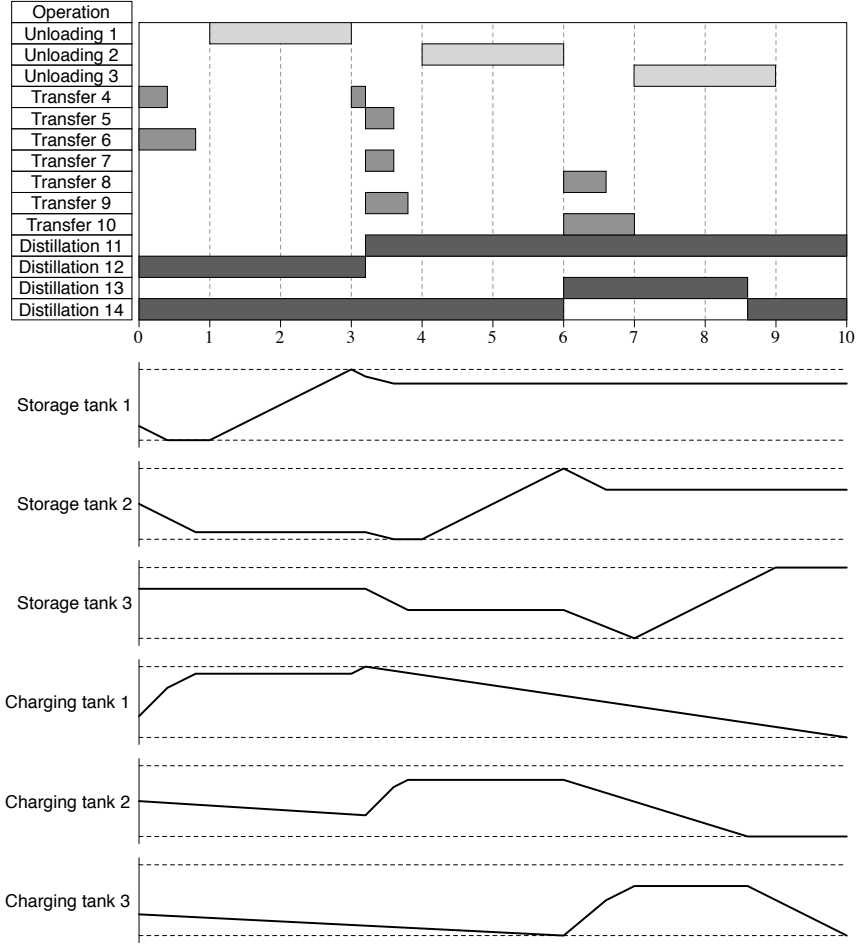 Operation
Unloading 1
Unloading 2
Unloading 3
Transfer 4
Transfer 5
Transfer 6
Transfer 7
Transfer 8
Transfer 9
Transfer 10
Distillation 11
Distillation 12
Distillation 13
Distillation 14
0 1 2 3 4 5 6 7 8 9 10
Storage tank 1
Storage tank 2
Storage tank 3
Charging tank 1
Charging tank 2
Charging tank 3